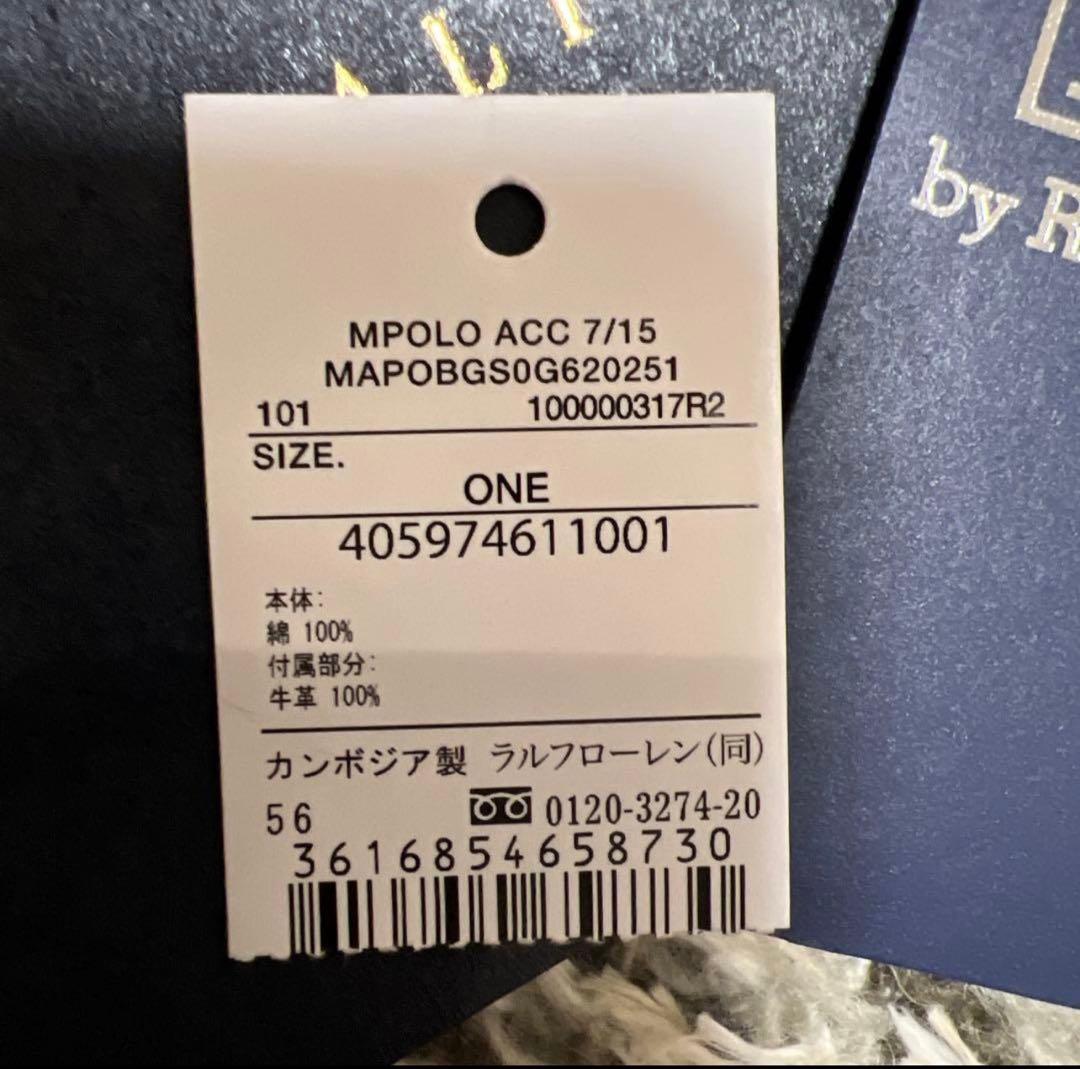 by R
MPOLO ACC 7/15
MAPOBGS0G620251
101 100000317R2
SIZE.
ONE
405974611001
本体:
綿 100%
付属部分:
牛革 100%
カンボジア製 ラルフローレン(同)
56 0120-3274-20
3616854658730